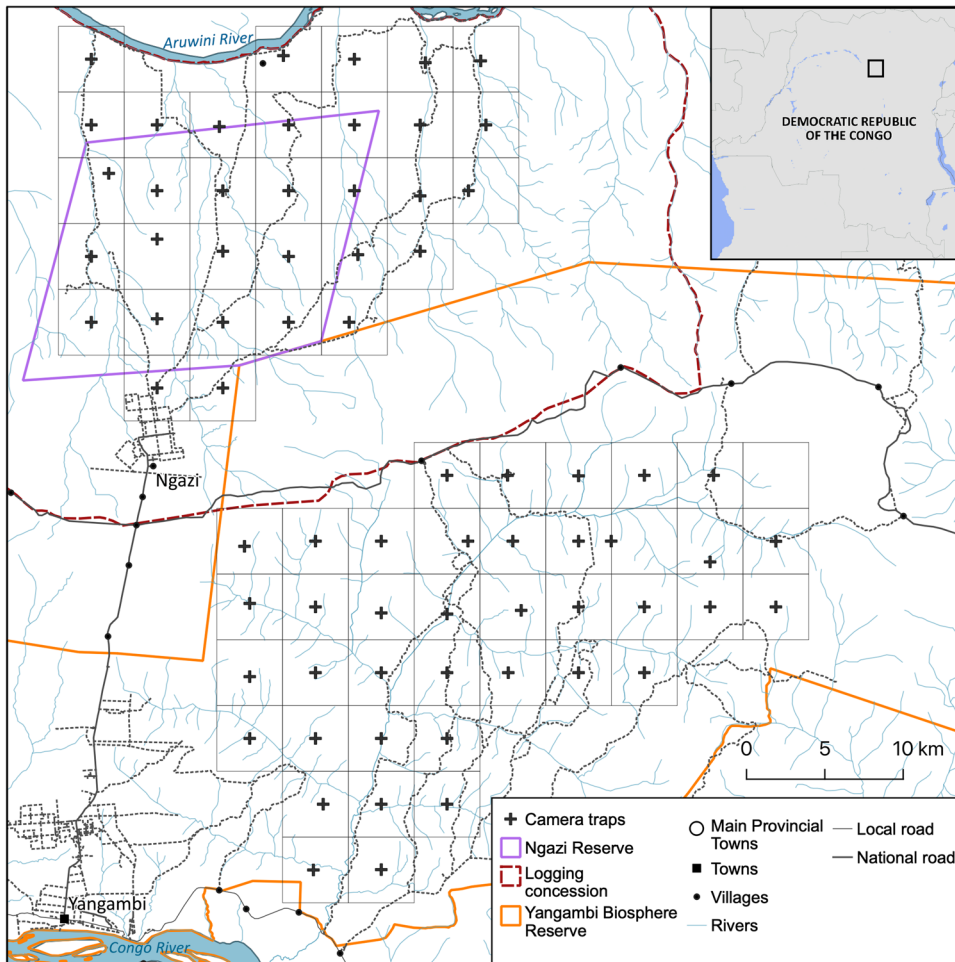 Aruwini River
DEMOCRATIC REPUBLIC
OF THE CONGO
Ngazi
Yangambi
Congo River
0 5 10 km
Camera traps
Ngazi Reserve
Logging
concession
Yangambi Biosphere
Reserve
Main Provincial
Towns
Towns
Villages
Rivers
Local road
National road